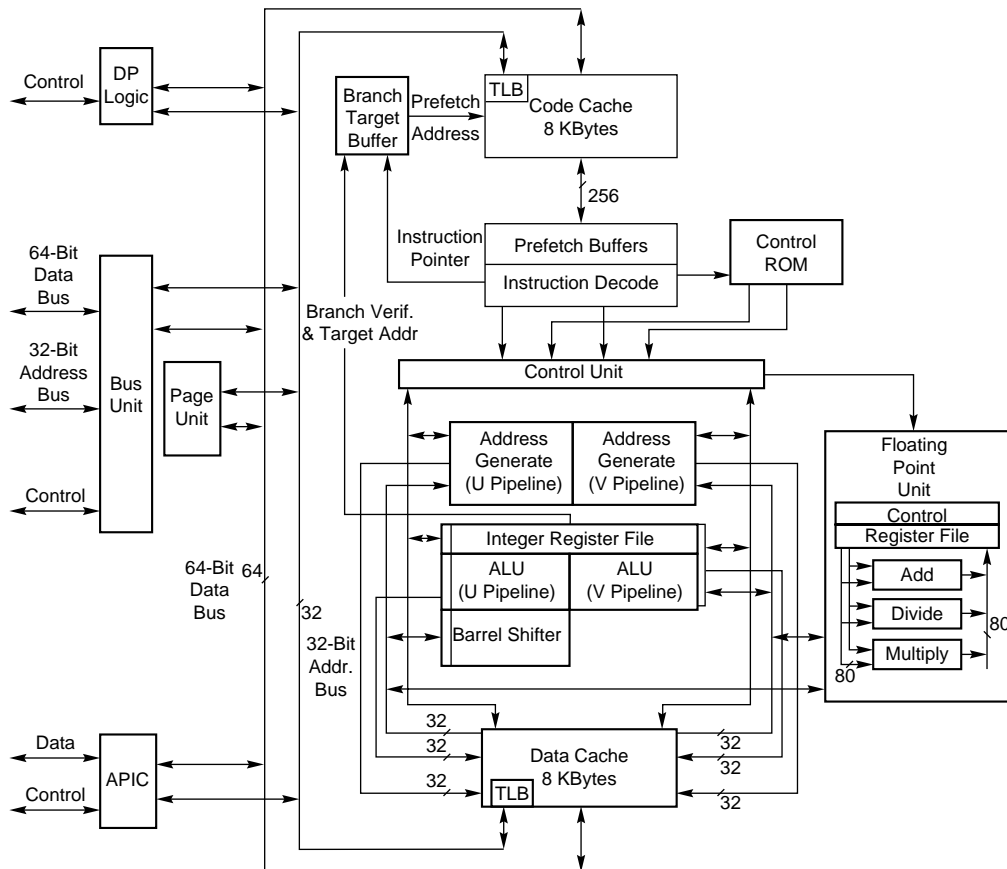 Control
DP
Logic
Branch
Target
Buffer
Prefetch
Address
TLB
Code Cache
8 KBytes
256
64-Bit
Data
Bus
32-Bit
Address
Bus
Control
Bus
Unit
Page
Unit
Instruction
Pointer
Prefetch Buffers
Instruction Decode
Control
ROM
Branch Verif.
& Target Addr
Control Unit
Address
Generate
(U Pipeline)
Address
Generate
(V Pipeline)
Integer Register File
ALU
(U Pipeline)
ALU
(V Pipeline)
Barrel Shifter
Floating
Point
Unit
Control
Register File
Add
Divide
Multiply
80
80
64-Bit
Data
Bus
64
32
32-Bit
Addr.
Bus
32
32
32
32
32
32
Data Cache
8 KBytes
TLB
Data
Control
APIC